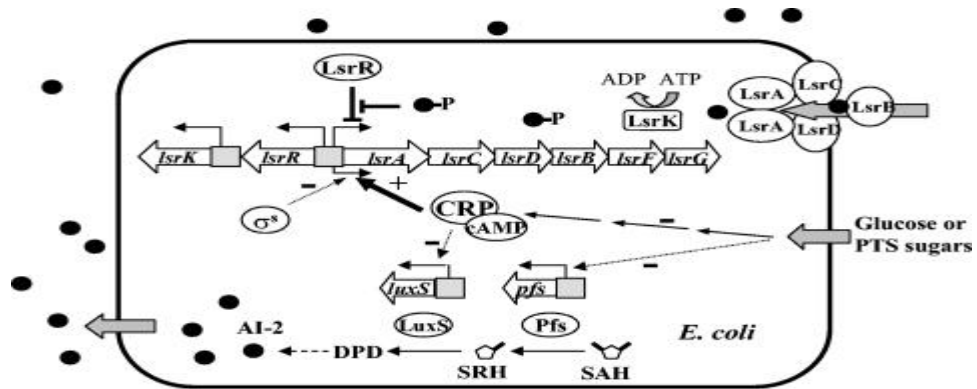 LsrR
ADP ATP
LsrK
P
P
LsrA
LsrC
LsrB
LsrA
LsrD
lsrK lsrR lsrA lsrC lsrD lsrB lsrF lsrG
- +
σˢ
CRP
cAMP
-
Glucose or
PTS sugars
-
-
luxS pfs
LuxS Pfs
E. coli
AI-2
DPD
SRH SAH